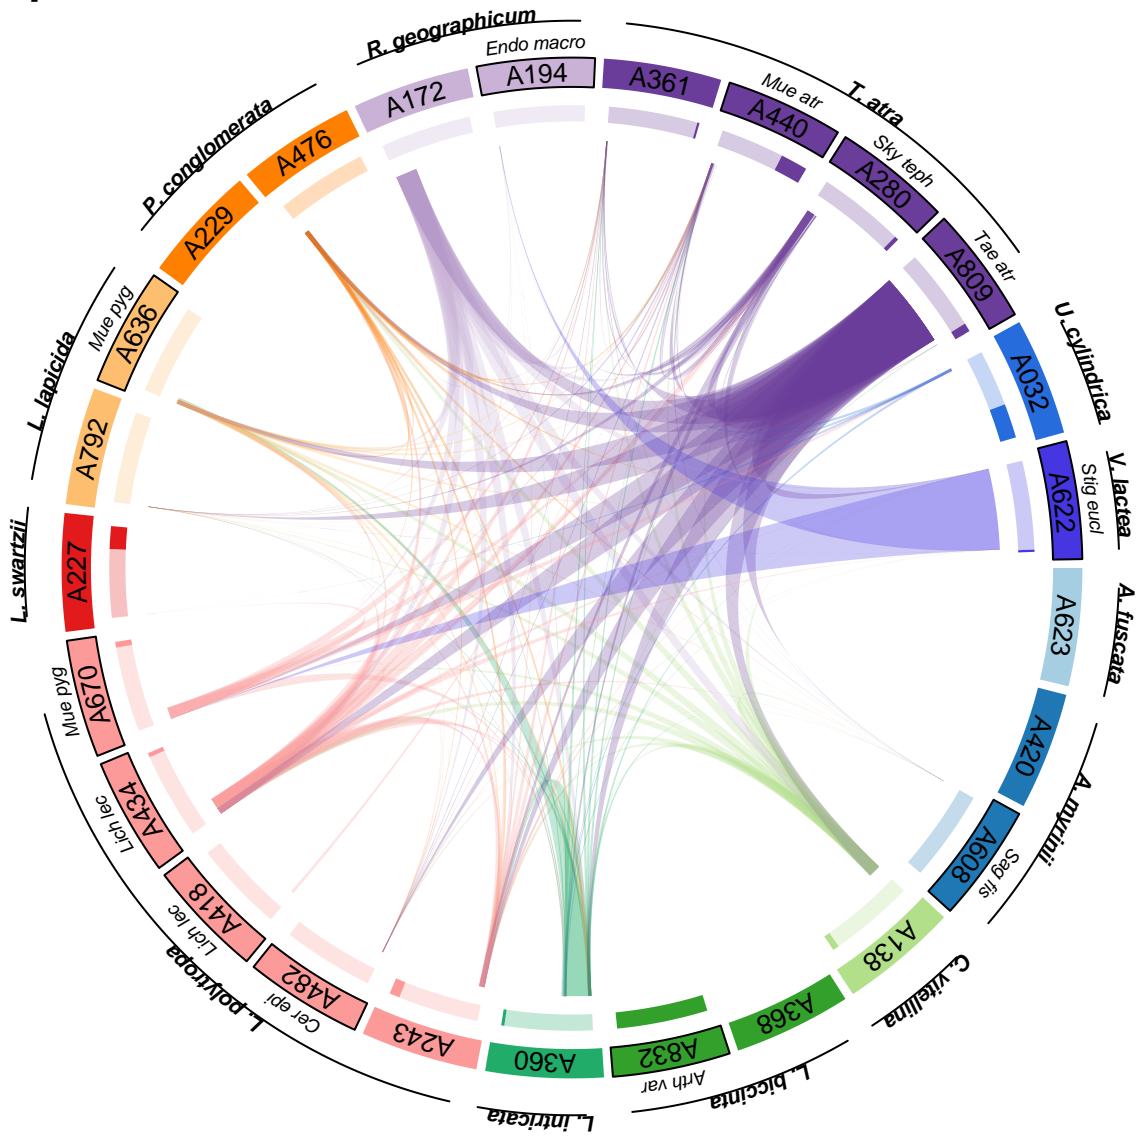 R. geographicum
Endo macro
A172
A194
A361
A440
Mue atr
T. atra
A280
Sky teph
A809
Tae atr
U. cylindrica
A032
V. lactea
Stig eucl
A622
A. fuscata
A623
A420
A. myrinii
A608
Sag fis
C. vitellina
A138
A368
L. biccinta
A832
Arth var
A360
L. intricata
A243
A482
Cer epi
L. polytropa
A418
Lich lec
A434
Lich lec
A670
Mue pyg
L. swartzii
A227
A792
L. lapicida
A636
Mue pyg
A229
P. conglomerata
A476